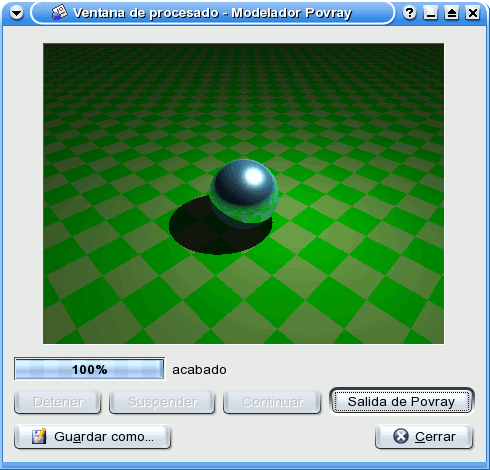 Ventana de procesado - Modelador Povray
100% acabado
Detener Suspender Continuar Salida de Povray
Guardar como... Cerrar